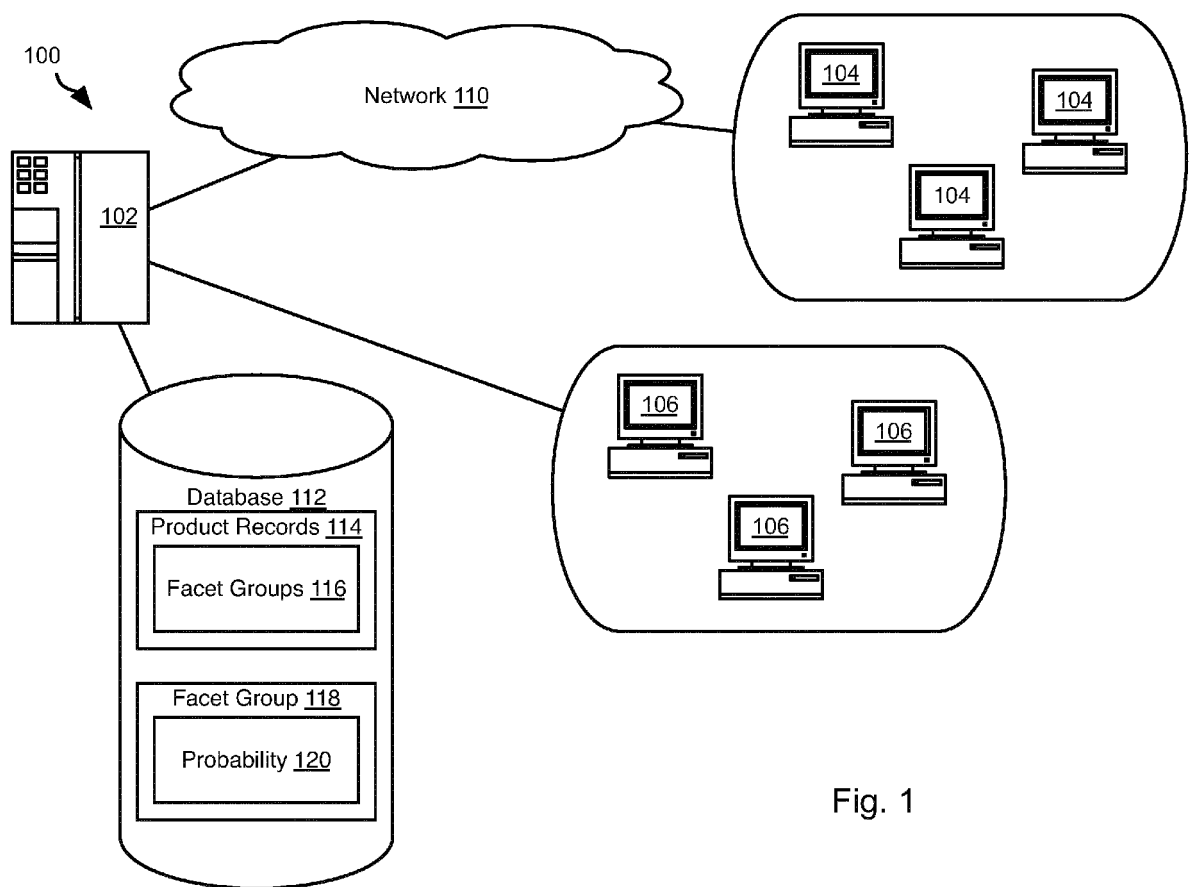 100
Network 110
104
104
104
102
106
106
106
Database 112
Product Records 114
Facet Groups 116
Facet Group 118
Probability 120
Fig. 1